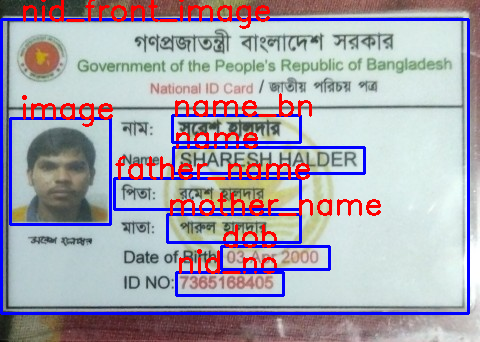 nid_front_image
গণপ্রজাতন্ত্রী বাংলাদেশ সরকার
Government of the People's Republic of Bangladesh
National ID Card / জাতীয় পরিচয় পত্র
image
name_bn
নাম: সরেশ হালদার
name
Name: SHARESH HALDER
father_name
পিতা: রমেশ হালদার
mother_name
মাতা: পারুল হালদার
dob
Date of Birth: 03 Apr 2000
nid_no
ID NO: 7365168405